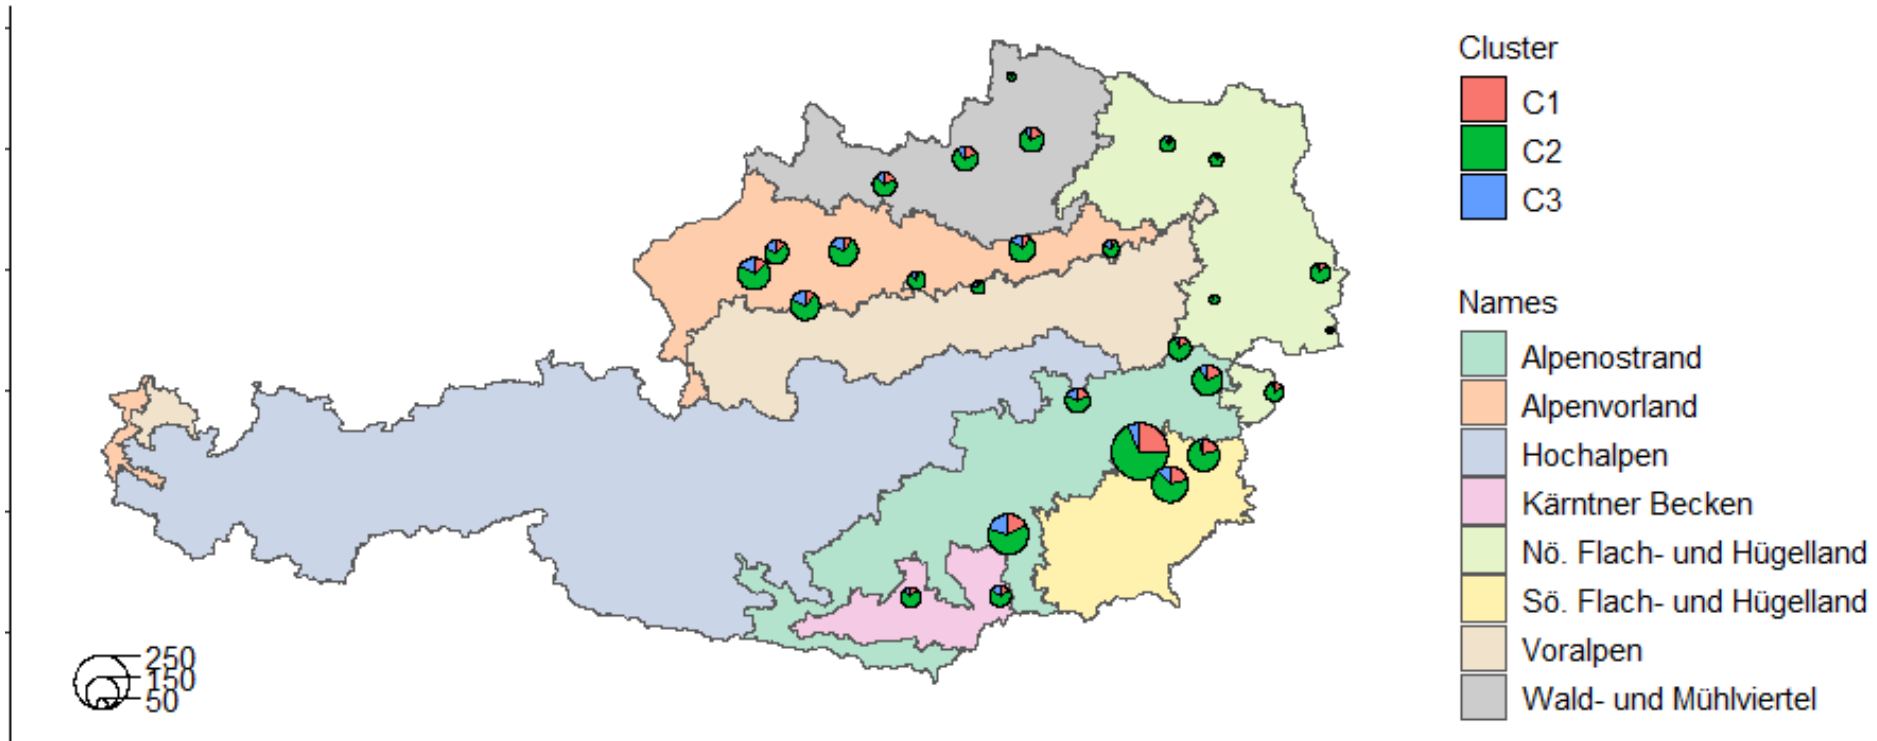 Cluster
C1
C2
C3
Names
Alpenostrand
Alpenvorland
Hochalpen
Kärntner Becken
Nö. Flach- und Hügelland
Sö. Flach- und Hügelland
Voralpen
Wald- und Mühlviertel
250
150
50